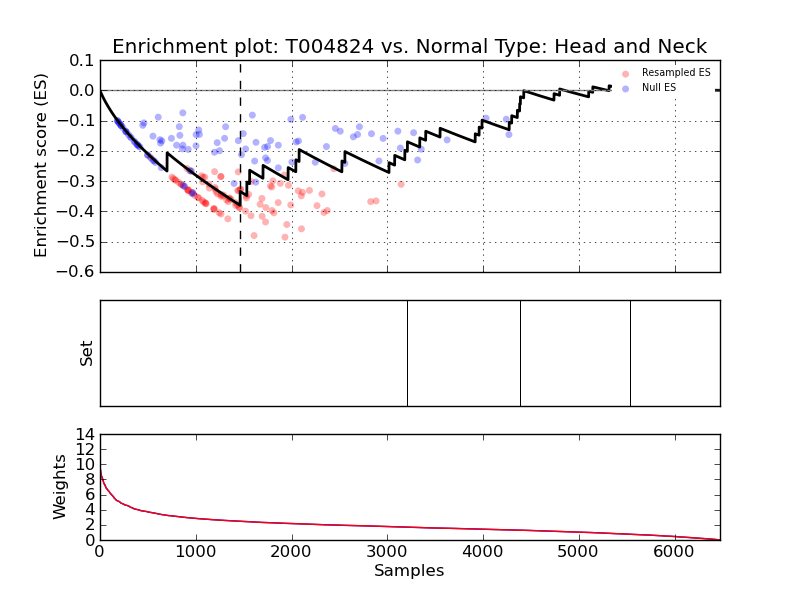 Enrichment plot: T004824 vs. Normal Type: Head and Neck
Enrichment score (ES)
0.1
0.0
−0.1
−0.2
−0.3
−0.4
−0.5
−0.6
Resampled ES
Null ES
Set
Weights
14
12
10
8
6
4
2
0
0 1000 2000 3000 4000 5000 6000
Samples